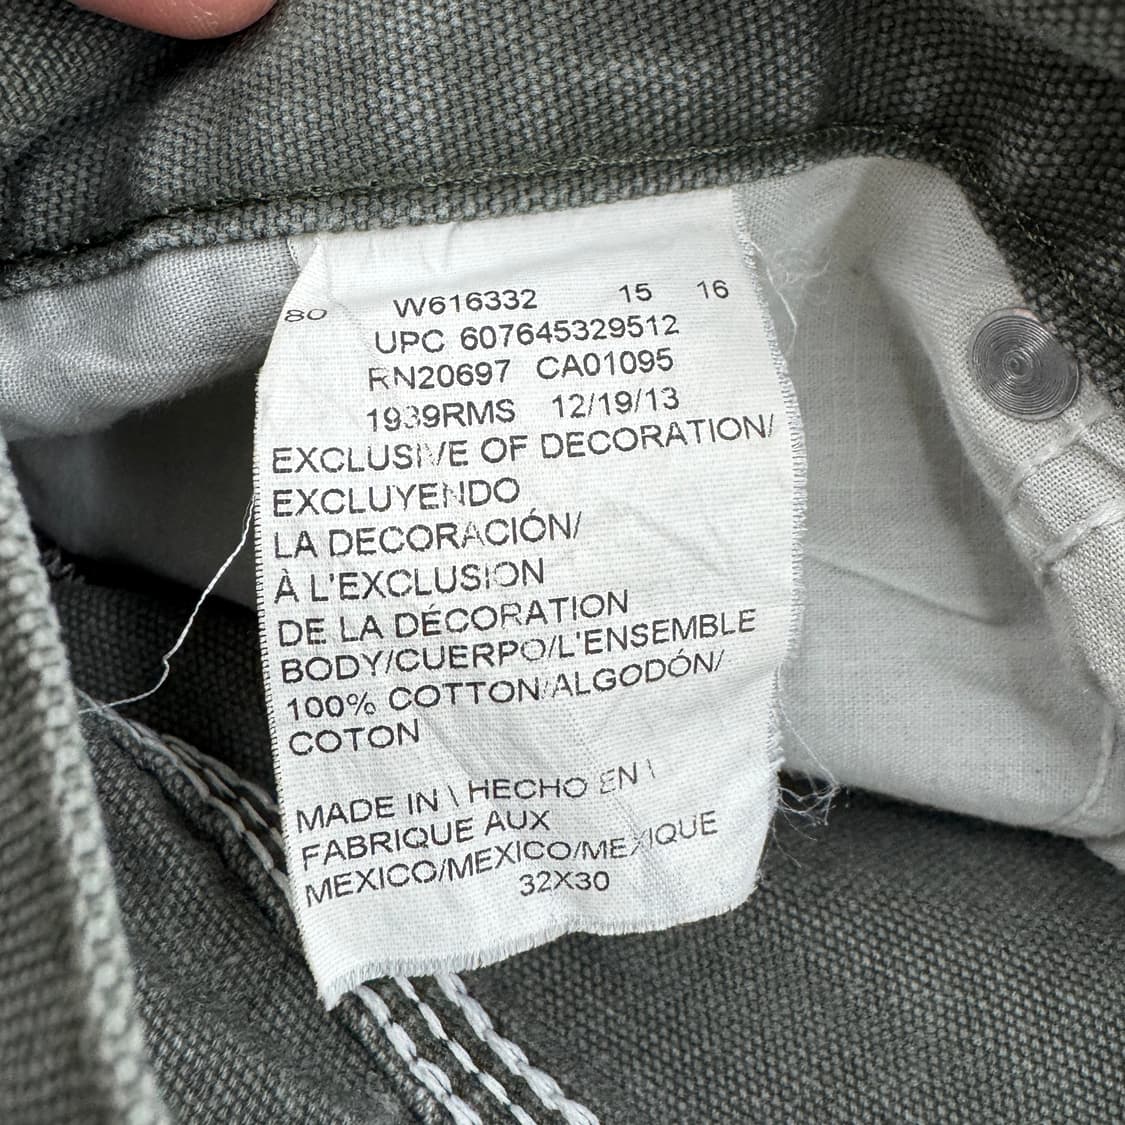 80 W616332 15 16
UPC 607645329512
RN20697 CA01095
1939RMS 12/19/13
EXCLUSIVE OF DECORATION/
EXCLUYENDO
LA DECORACIÓN/
À L'EXCLUSION
DE LA DÉCORATION
BODY/CUERPO/L'ENSEMBLE
100% COTTON/ALGODÓN/
COTON
MADE IN \ HECHO EN \
FABRIQUE AUX
MEXICO/MEXICO/MEXIQUE
32X30